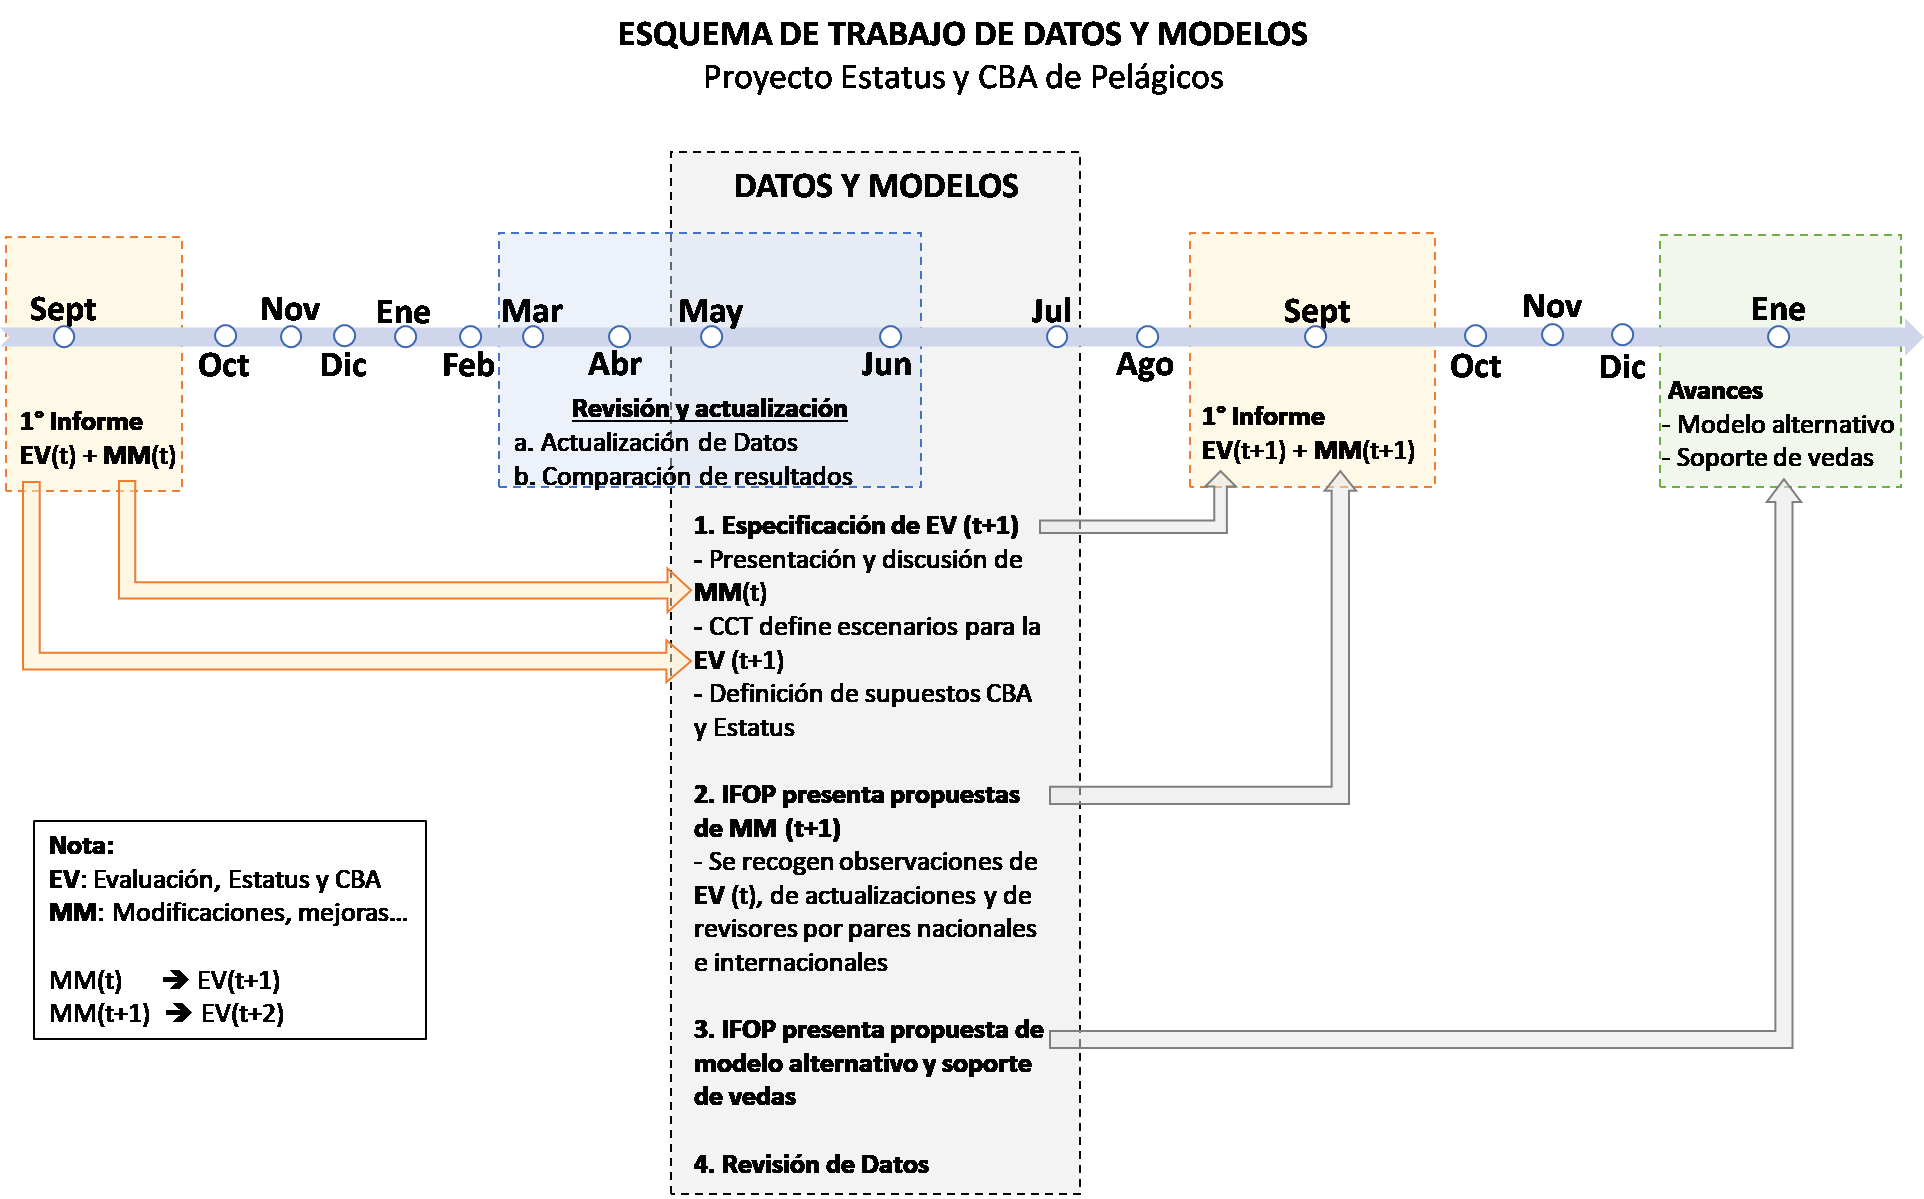 ESQUEMA DE TRABAJO DE DATOS Y MODELOS
Proyecto Estatus y CBA de Pelágicos
DATOS Y MODELOS
Sept
Oct
Nov
Dic
Ene
Feb
Mar
Abr
May
Jun
Jul
Ago
Sept
Oct
Nov
Dic
Ene
1° Informe
EV(t) + MM(t)
Revisión y actualización
a. Actualización de Datos
b. Comparación de resultados
1° Informe
EV(t+1) + MM(t+1)
Avances
- Modelo alternativo
- Soporte de vedas
1. Especificación de EV (t+1)
- Presentación y discusión de
MM(t)
- CCT define escenarios para la
EV (t+1)
- Definición de supuestos CBA
y Estatus
2. IFOP presenta propuestas
de MM (t+1)
- Se recogen observaciones de
EV (t), de actualizaciones y de
revisores por pares nacionales
e internacionales
3. IFOP presenta propuesta de
modelo alternativo y soporte
de vedas
4. Revisión de Datos
Nota:
EV: Evaluación, Estatus y CBA
MM: Modificaciones, mejoras...
MM(t) ➔ EV(t+1)
MM(t+1) ➔ EV(t+2)